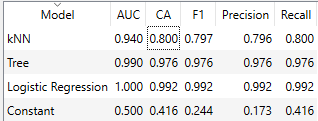 Model AUC CA F1 Precision Recall
kNN 0.940 0.800 0.797 0.796 0.800
Tree 0.990 0.976 0.976 0.976 0.976
Logistic Regression 1.000 0.992 0.992 0.992 0.992
Constant 0.500 0.416 0.244 0.173 0.416